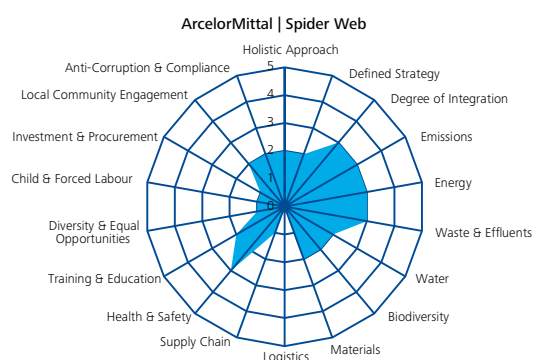 ArcelorMittal | Spider Web
Holistic Approach
Defined Strategy
Degree of Integration
Emissions
Energy
Waste & Effluents
Water
Biodiversity
Materials
Logistics
Supply Chain
Health & Safety
Training & Education
Diversity & Equal
Opportunities
Child & Forced Labour
Investment & Procurement
Local Community Engagement
Anti-Corruption & Compliance
5
4
3
2
1
0